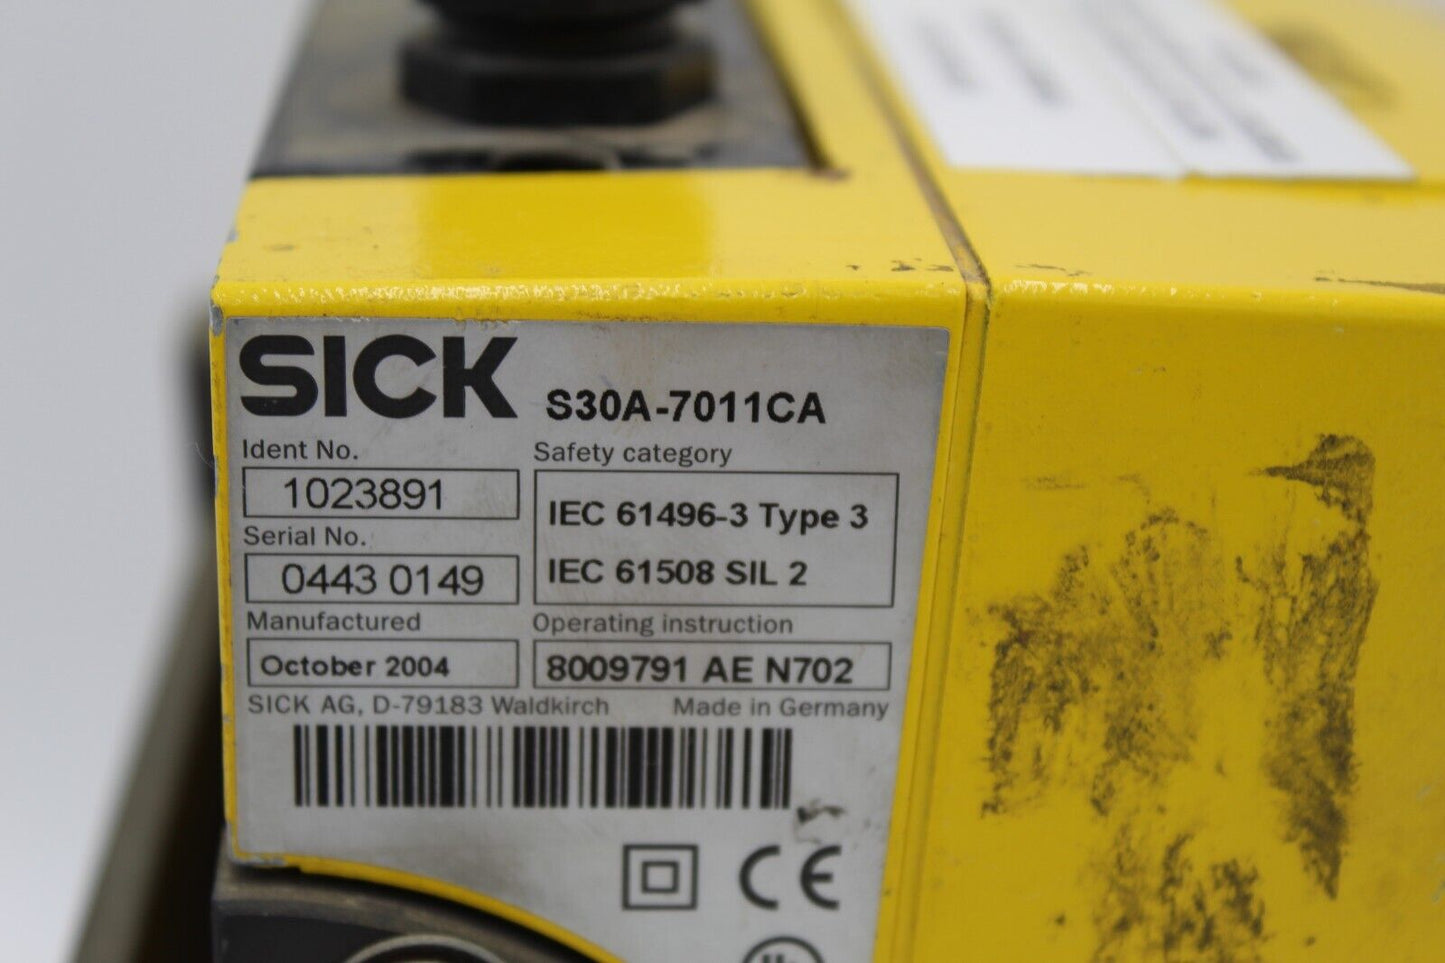 SICK S30A-7011CA
Ident No. Safety category
1023891 IEC 61496-3 Type 3
Serial No. IEC 61508 SIL 2
0443 0149
Manufactured Operating instruction
October 2004 8009791 AE N702
SICK AG, D-79183 Waldkirch Made in Germany
CE